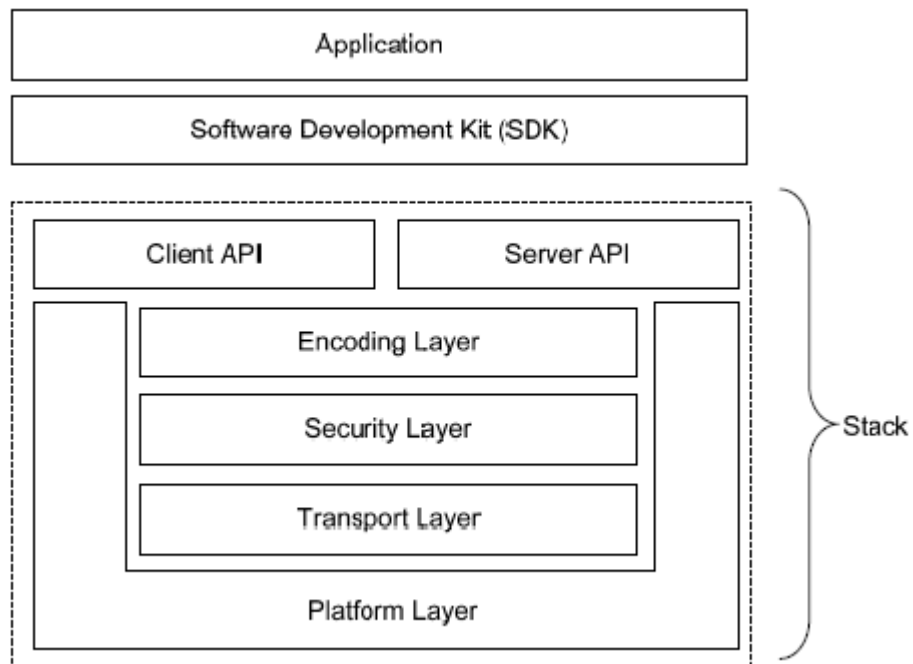 Application
Software Development Kit (SDK)
Client API
Server API
Encoding Layer
Security Layer
Stack
Transport Layer
Platform Layer